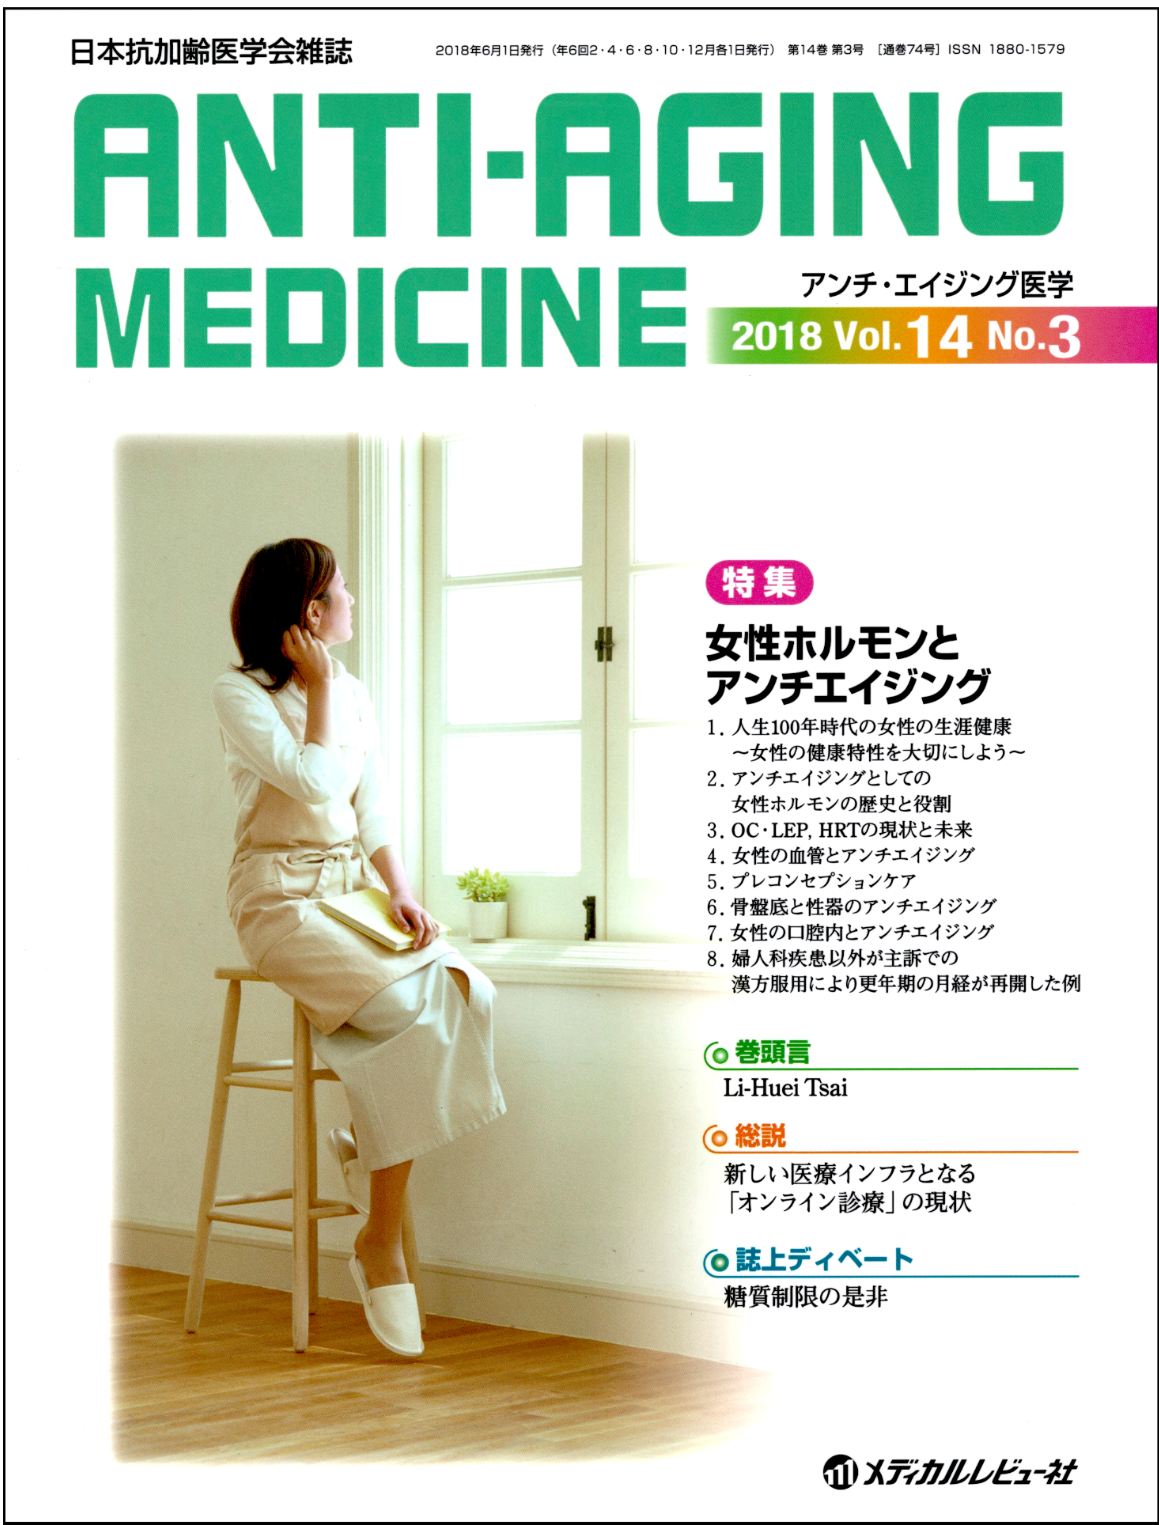 日本抗加齢医学会雑誌
2018年6月1日発行（年6回2・4・6・8・10・12月各1日発行） 第14巻 第3号 ［通巻74号］ ISSN 1880-1579
ANTI-AGING
MEDICINE
アンチ・エイジング医学
2018 Vol.14 No.3
特集
女性ホルモンと
アンチエイジング
1. 人生100年時代の女性の生涯健康
～女性の健康特性を大切にしよう～
2. アンチエイジングとしての
女性ホルモンの歴史と役割
3. OC・LEP, HRTの現状と未来
4. 女性の血管とアンチエイジング
5. プレコンセプションケア
6. 骨盤底と性器のアンチエイジング
7. 女性の口腔内とアンチエイジング
8. 婦人科疾患以外が主訴での
漢方服用により更年期の月経が再開した例
巻頭言
Li-Huei Tsai
総説
新しい医療インフラとなる
「オンライン診療」の現状
誌上ディベート
糖質制限の是非
メディカルレビュー社